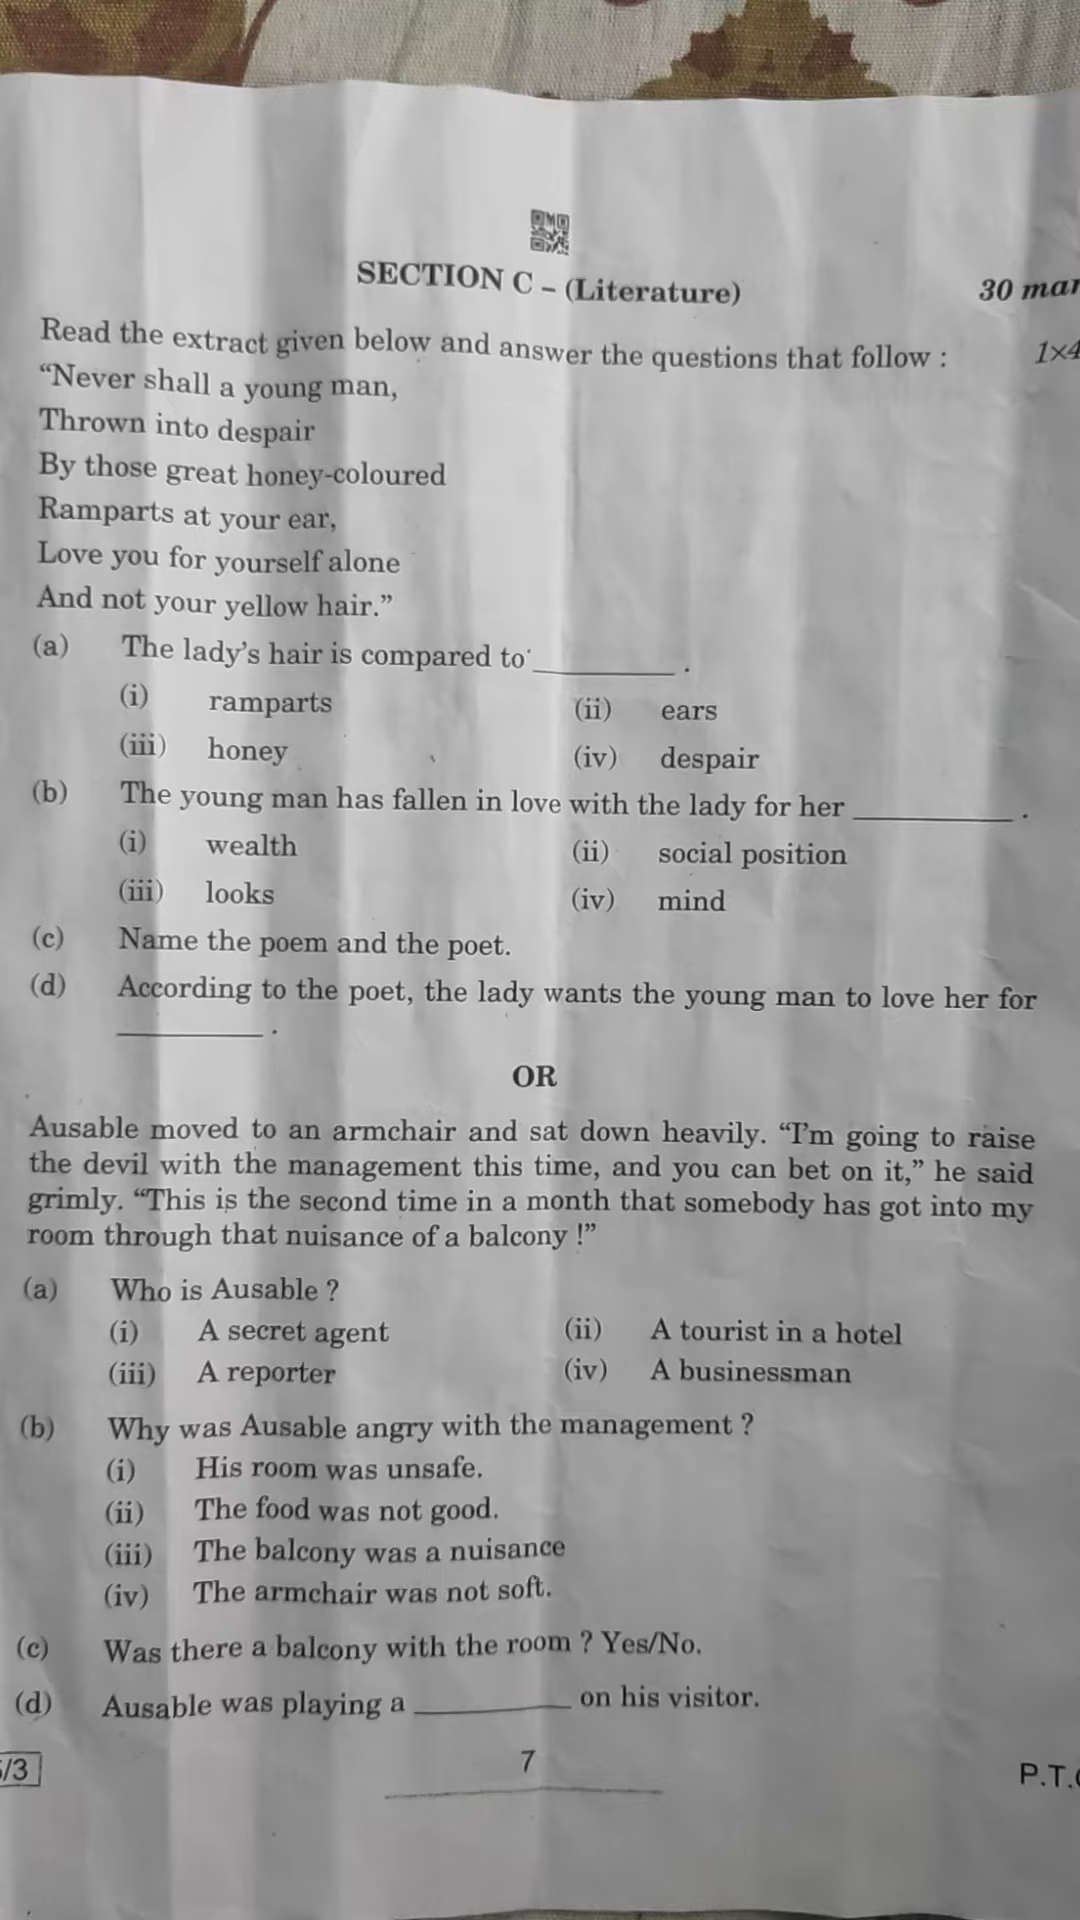 SECTION C – (Literature)
30 mar
Read the extract given below and answer the questions that follow :
1×4
“Never shall a young man,
Thrown into despair
By those great honey-coloured
Ramparts at your ear,
Love you for yourself alone
And not your yellow hair.”
(a) The lady’s hair is compared to ________ .
(i) ramparts (ii) ears
(iii) honey (iv) despair
(b) The young man has fallen in love with the lady for her ________ .
(i) wealth (ii) social position
(iii) looks (iv) mind
(c) Name the poem and the poet.
(d) According to the poet, the lady wants the young man to love her for
________ .
OR
Ausable moved to an armchair and sat down heavily. “I’m going to raise
the devil with the management this time, and you can bet on it,” he said
grimly. “This is the second time in a month that somebody has got into my
room through that nuisance of a balcony !”
(a) Who is Ausable ?
(i) A secret agent (ii) A tourist in a hotel
(iii) A reporter (iv) A businessman
(b) Why was Ausable angry with the management ?
(i) His room was unsafe.
(ii) The food was not good.
(iii) The balcony was a nuisance
(iv) The armchair was not soft.
(c) Was there a balcony with the room ? Yes/No.
(d) Ausable was playing a ________ on his visitor.
/3
7
P.T.